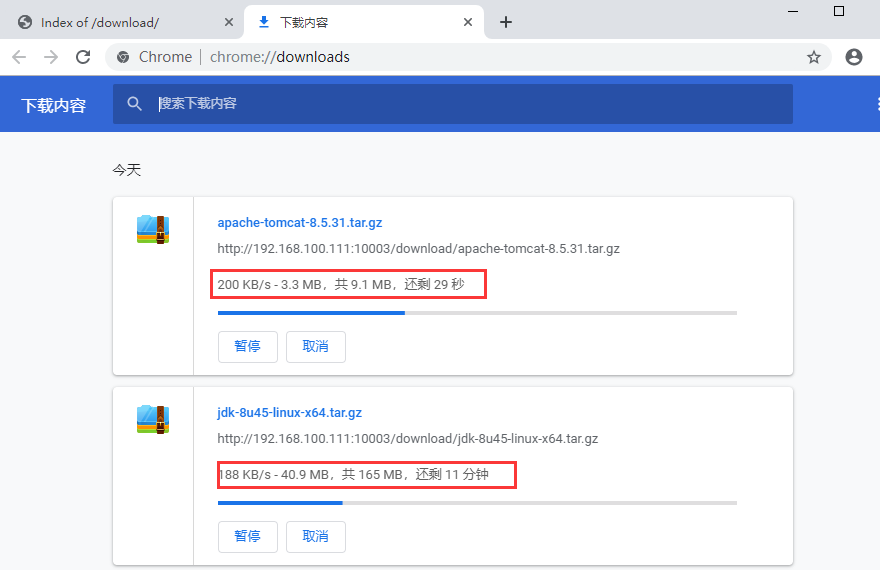 Index of /download/
下载内容
Chrome | chrome://downloads
下载内容
搜索下载内容
今天
apache-tomcat-8.5.31.tar.gz
http://192.168.100.111:10003/download/apache-tomcat-8.5.31.tar.gz
200 KB/s - 3.3 MB，共 9.1 MB，还剩 29 秒
暂停 取消
jdk-8u45-linux-x64.tar.gz
http://192.168.100.111:10003/download/jdk-8u45-linux-x64.tar.gz
188 KB/s - 40.9 MB，共 165 MB，还剩 11 分钟
暂停 取消